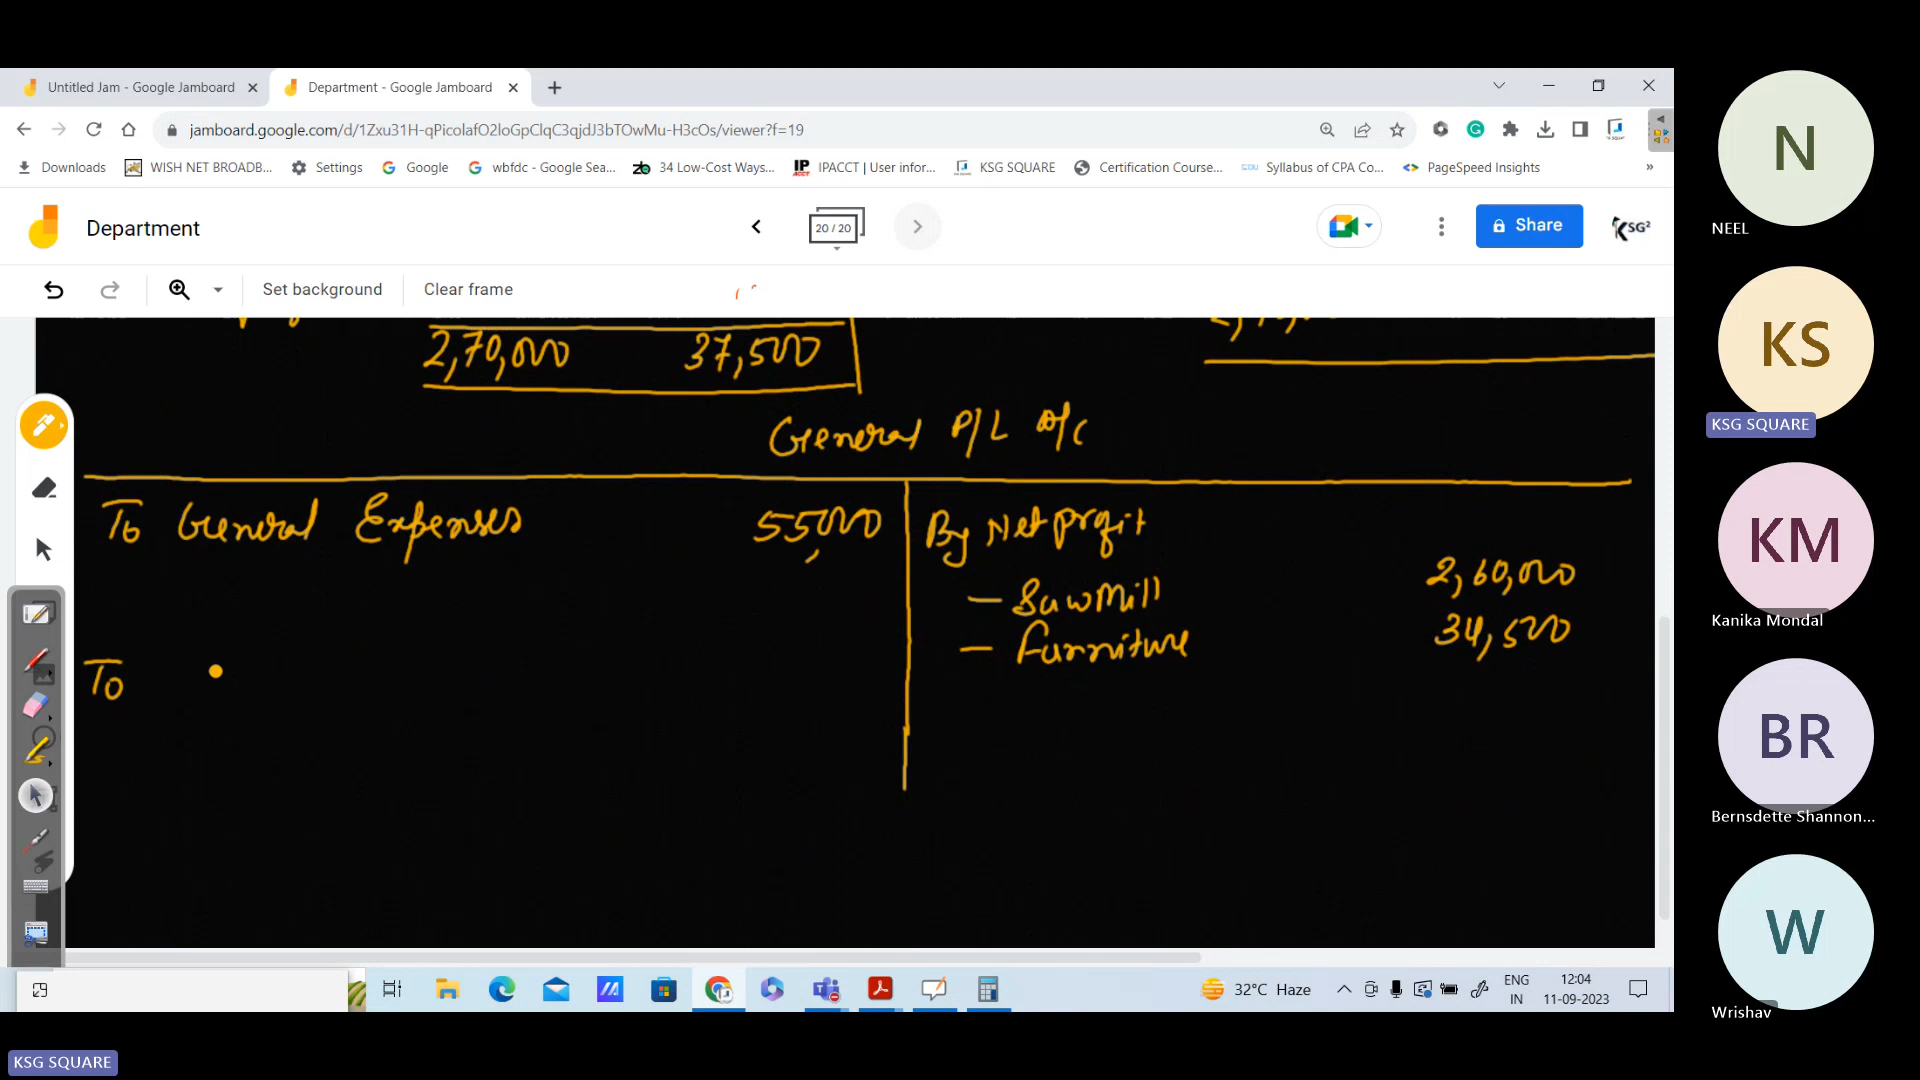 Untitled Jam - Google Jamboard
Department - Google Jamboard
jamboard.google.com/d/1Zxu31H-qPicolafO2loGpClqC3qjdJ3bTOwMu-H3cOs/viewer?f=19
Downloads WISH NET BROADB... Settings Google wbfdc - Google Sea... 34 Low-Cost Ways... IPACCT | User infor... KSG SQUARE Certification Course... Syllabus of CPA Co... PageSpeed Insights »
Department
20 / 20
Share
KSG²
Set background Clear frame
2,70,000 37,500
General P/L A/c
To General Expenses 55,000 By Net profit
— Sawmill 2,60,000
— Furniture 34,500
To
32°C Haze
ENG
IN
12:04
11-09-2023
N
NEEL
KS
KSG SQUARE
KM
Kanika Mondal
BR
Bernsdette Shannon...
W
Wrishav
KSG SQUARE